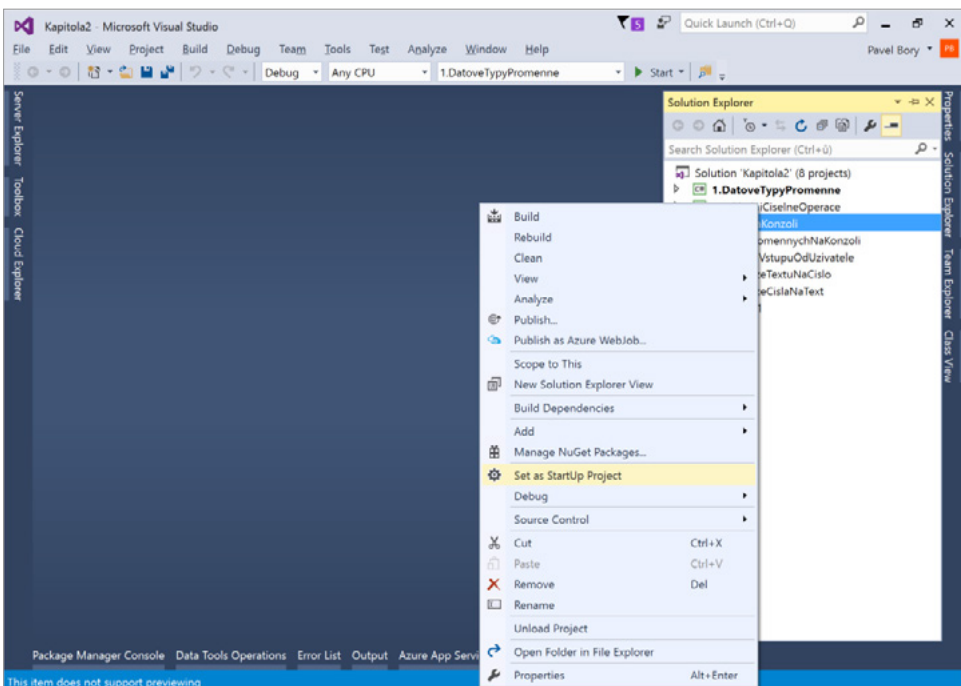 Kapitola2 - Microsoft Visual Studio
5
Quick Launch (Ctrl+Q)
File Edit View Project Build Debug Team Tools Test Analyze Window Help
Pavel Bory
PB
Debug Any CPU 1.DatoveTypyPromenne Start
Server Explorer
Toolbox
Cloud Explorer
Solution Explorer
Search Solution Explorer (Ctrl+ů)
Solution 'Kapitola2' (8 projects)
1.DatoveTypyPromenne
iCiselneOperace
Konzoli
omennychNaKonzoli
VstupuOdUzivatele
eTextuNaCislo
eCislaNaText
Properties
Solution Explorer
Team Explorer
Class View
Build
Rebuild
Clean
View
Analyze
Publish...
Publish as Azure WebJob...
Scope to This
New Solution Explorer View
Build Dependencies
Add
Manage NuGet Packages...
Set as StartUp Project
Debug
Source Control
Cut Ctrl+X
Paste Ctrl+V
Remove Del
Rename
Unload Project
Open Folder in File Explorer
Properties Alt+Enter
Package Manager Console Data Tools Operations Error List Output Azure App Servi
This item does not support previewing